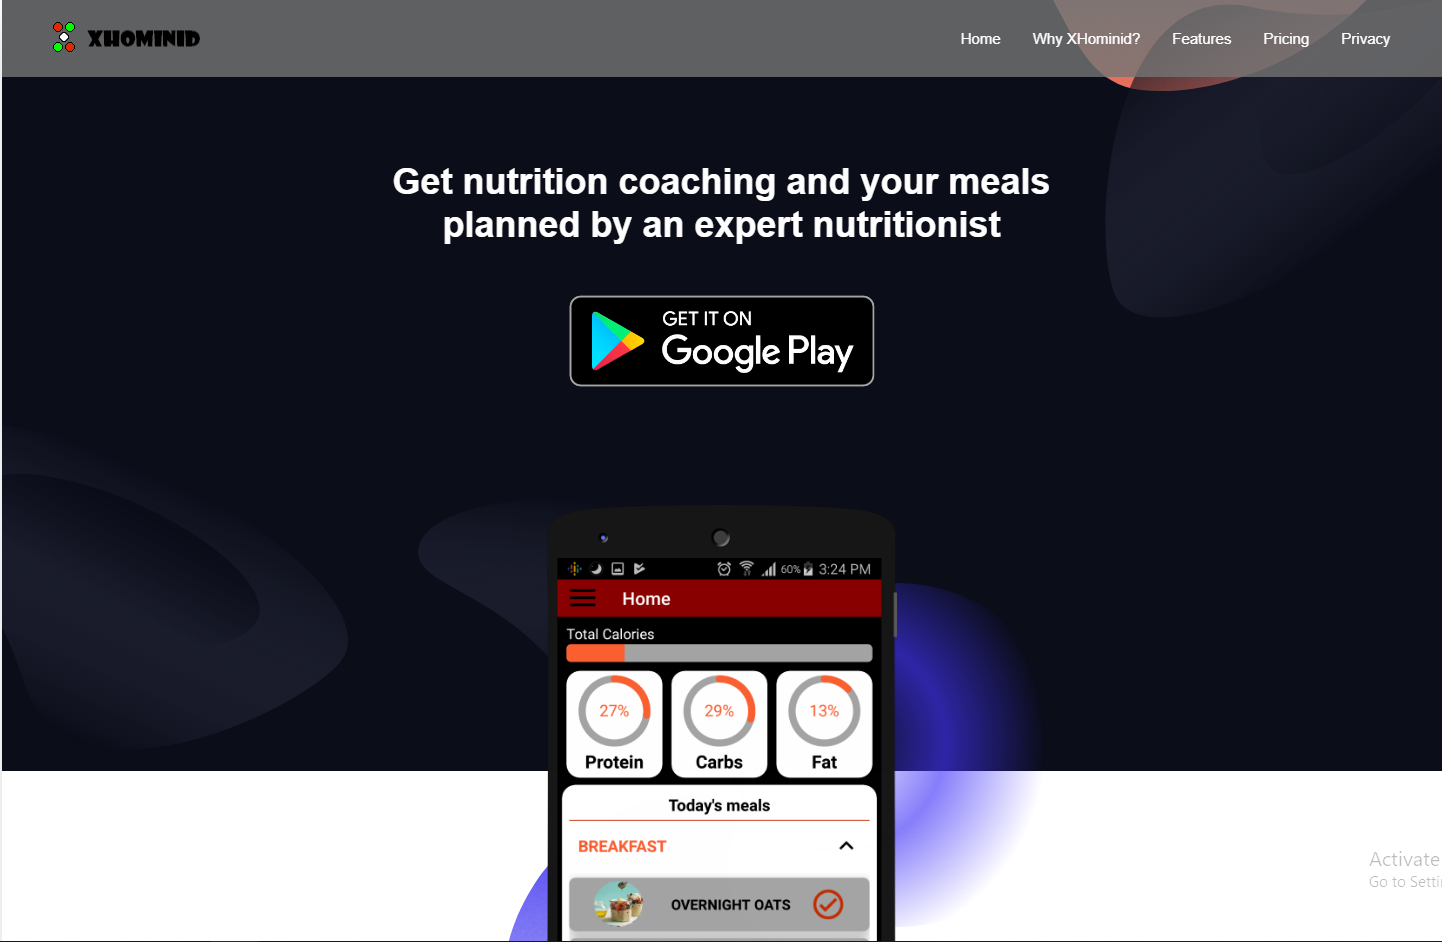 XHOMINID
Home Why XHominid? Features Pricing Privacy
Get nutrition coaching and your meals
planned by an expert nutritionist
GET IT ON
Google Play
60% 3:24 PM
Home
Total Calories
27% 29% 13%
Protein Carbs Fat
Today's meals
BREAKFAST
OVERNIGHT OATS
Activate
Go to